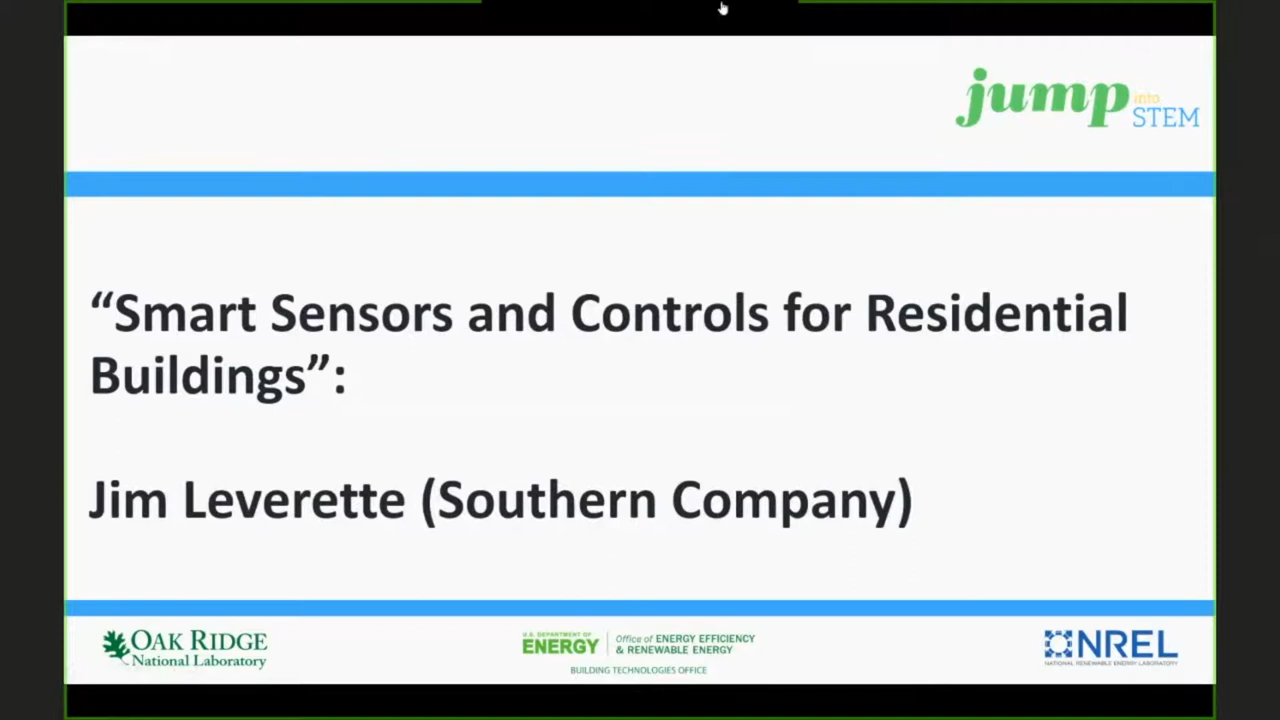 jump into STEM
“Smart Sensors and Controls for Residential
Buildings”:
Jim Leverette (Southern Company)
OAK RIDGE
National Laboratory
U.S. DEPARTMENT OF
ENERGY
Office of ENERGY EFFICIENCY
& RENEWABLE ENERGY
BUILDING TECHNOLOGIES OFFICE
NREL
NATIONAL RENEWABLE ENERGY LABORATORY